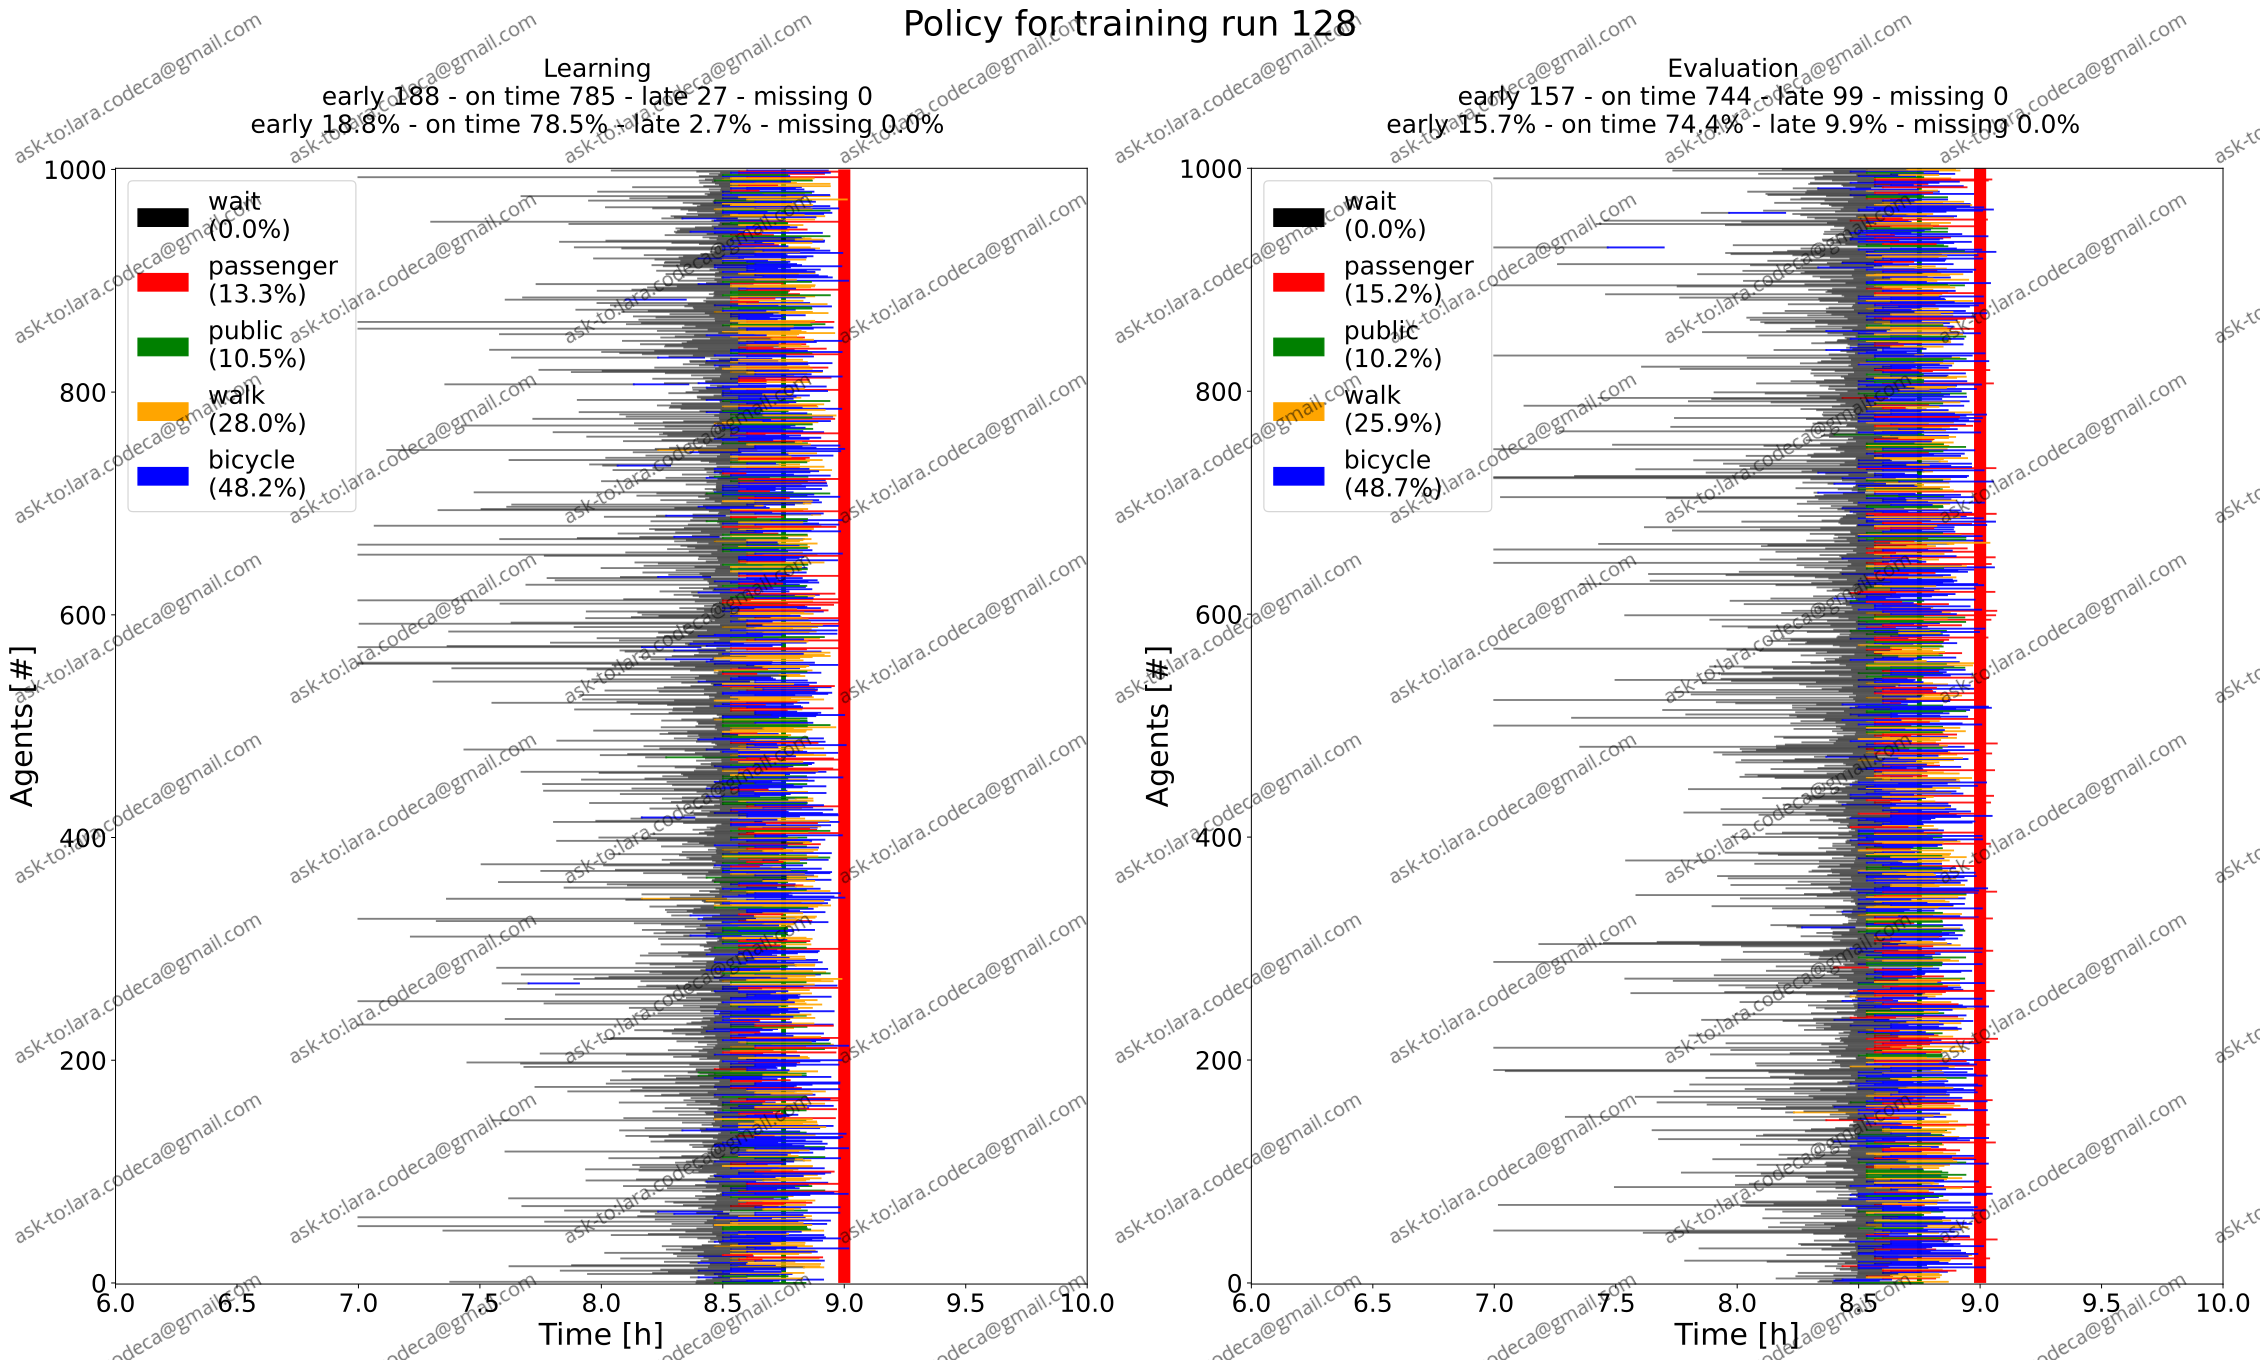 Policy for training run 128
Learning
early 188 - on time 785 - late 27 - missing 0
early 18.8% - on time 78.5% - late 2.7% - missing 0.0%
1000
800
600
400
200
0
Agents [#]
wait
(0.0%)
passenger
(13.3%)
public
(10.5%)
walk
(28.0%)
bicycle
(48.2%)
6.0 6.5 7.0 7.5 8.0 8.5 9.0 9.5 10.0
Time [h]
Evaluation
early 157 - on time 744 - late 99 - missing 0
early 15.7% - on time 74.4% - late 9.9% - missing 0.0%
1000
800
600
400
200
0
Agents [#]
wait
(0.0%)
passenger
(15.2%)
public
(10.2%)
walk
(25.9%)
bicycle
(48.7%)
6.0 6.5 7.0 7.5 8.0 8.5 9.0 9.5 10.0
Time [h]
ask-to:lara.codeca@gmail.com